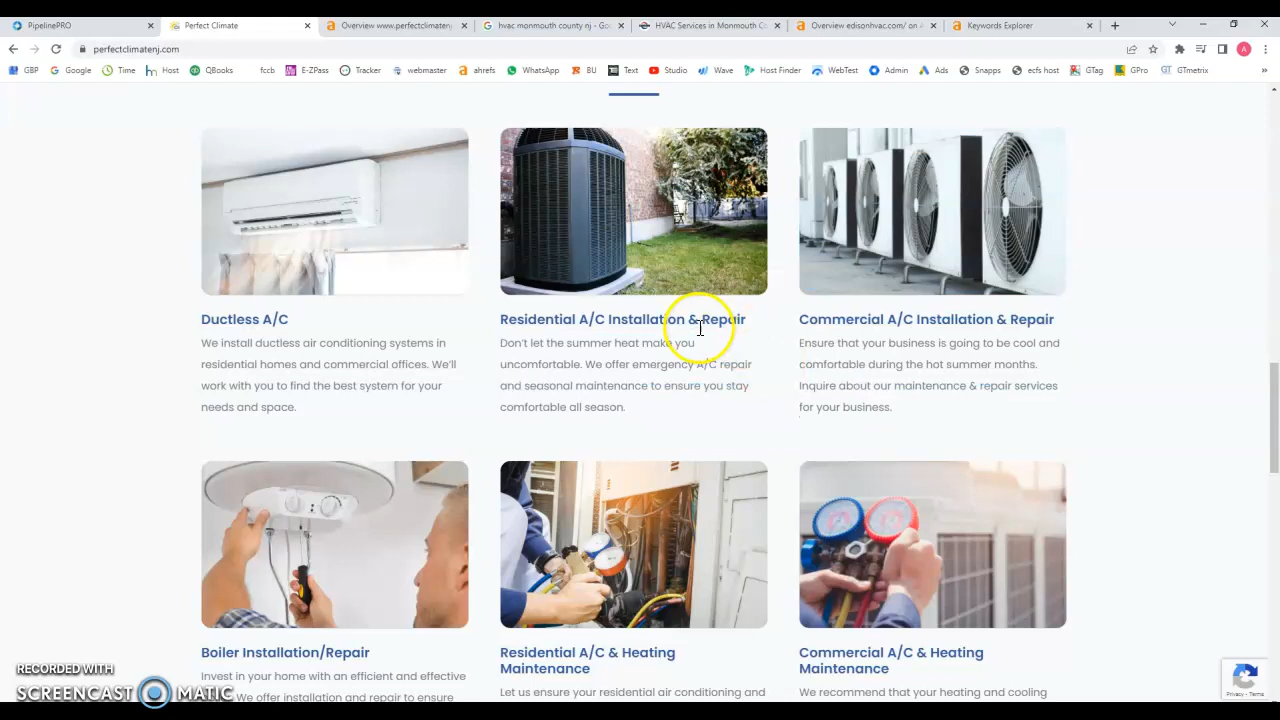 PipelinePRO
Perfect Climate
Overview www.perfectclimatenj
hvac monmouth county nj - Goo
HVAC Services in Monmouth Co
Overview edisonhvac.com/ on A
Keywords Explorer
perfectclimatenj.com
A
GBP
Google
Time
Host
QBooks
fccb
E-ZPass
Tracker
webmaster
ahrefs
WhatsApp
BU
Text
Studio
Wave
Host Finder
WebTest
Admin
Ads
Snapps
ecfs host
GTag
GPro
GTmetrix
Ductless A/C
We install ductless air conditioning systems in
residential homes and commercial offices. We'll
work with you to find the best system for your
needs and space.
Residential A/C Installation & Repair
Don't let the summer heat make you
uncomfortable. We offer emergency A/C repair
and seasonal maintenance to ensure you stay
comfortable all season.
Commercial A/C Installation & Repair
Ensure that your business is going to be cool and
comfortable during the hot summer months.
Inquire about our maintenance & repair services
for your business.
Boiler Installation/Repair
Invest in your home with an efficient and effective
We offer installation and repair to ensure
Residential A/C & Heating
Maintenance
Let us ensure your residential air conditioning and
Commercial A/C & Heating
Maintenance
We recommend that your heating and cooling
RECORDED WITH
SCREENCAST MATIC
Privacy - Terms